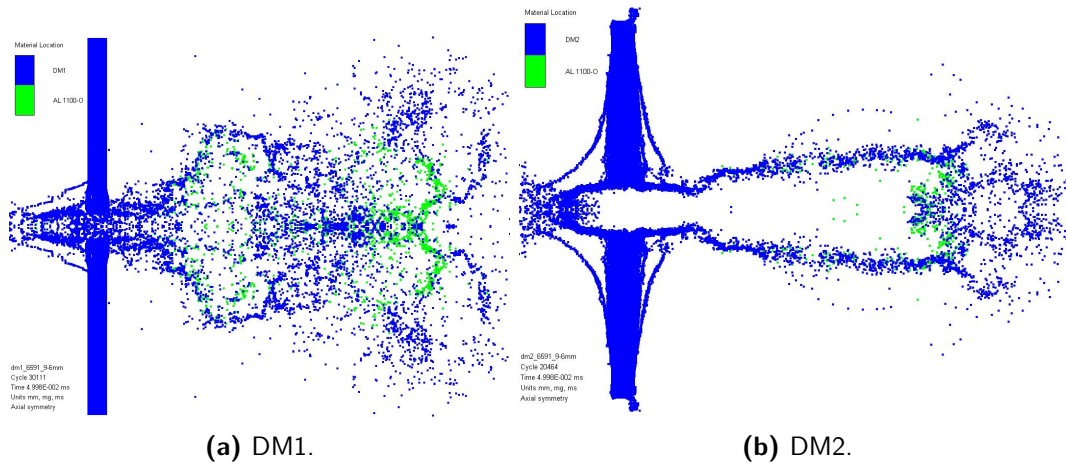 Material Location
DM1
AL 1100-O
dm1_6591_9-6mm
Cycle 30111
Time 4.998E-002 ms
Units mm, mg, ms
Axial symmetry
(a) DM1.
Material Location
DM2
AL 1100-O
dm2_6591_9-6mm
Cycle 20464
Time 4.998E-002 ms
Units mm, mg, ms
Axial symmetry
(b) DM2.